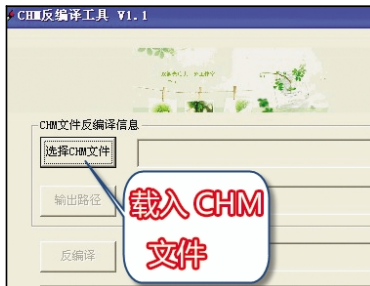 CHM反编译工具 V1.1
CHM文件反编译信息
选择CHM文件
输出路径
反编译
载入 CHM
文件